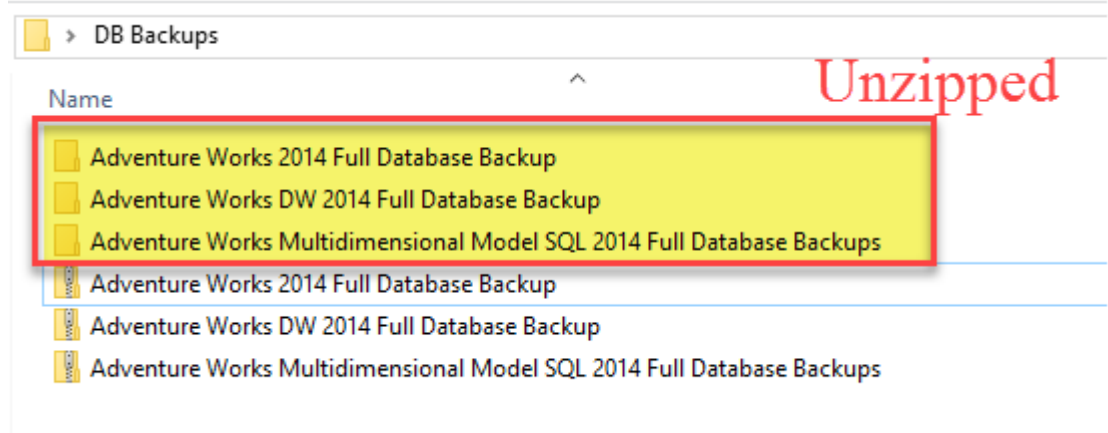 DB Backups
Unzipped
Name
Adventure Works 2014 Full Database Backup
Adventure Works DW 2014 Full Database Backup
Adventure Works Multidimensional Model SQL 2014 Full Database Backups
Adventure Works 2014 Full Database Backup
Adventure Works DW 2014 Full Database Backup
Adventure Works Multidimensional Model SQL 2014 Full Database Backups